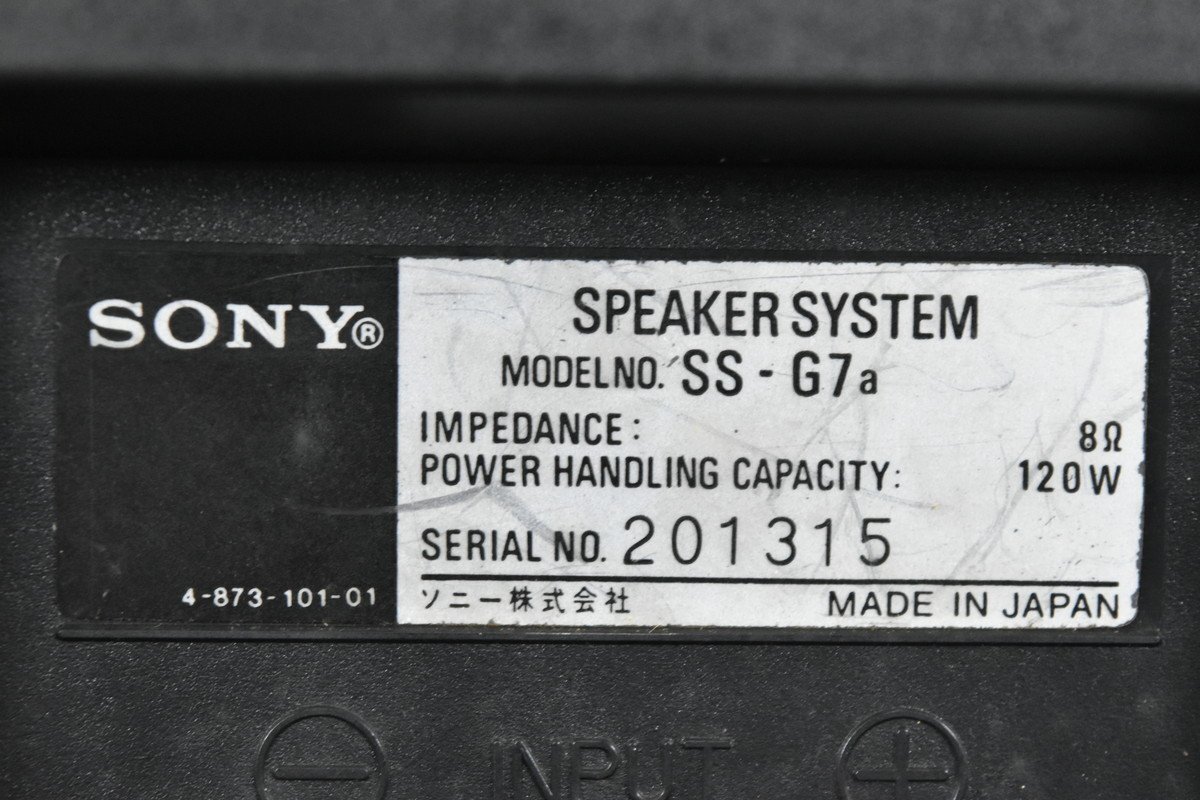 SONY®
SPEAKER SYSTEM
MODEL NO. SS-G7a
IMPEDANCE: 8Ω
POWER HANDLING CAPACITY: 120W
SERIAL NO. 201315
4-873-101-01
ソニー株式会社 MADE IN JAPAN
⊖ INPUT ⊕